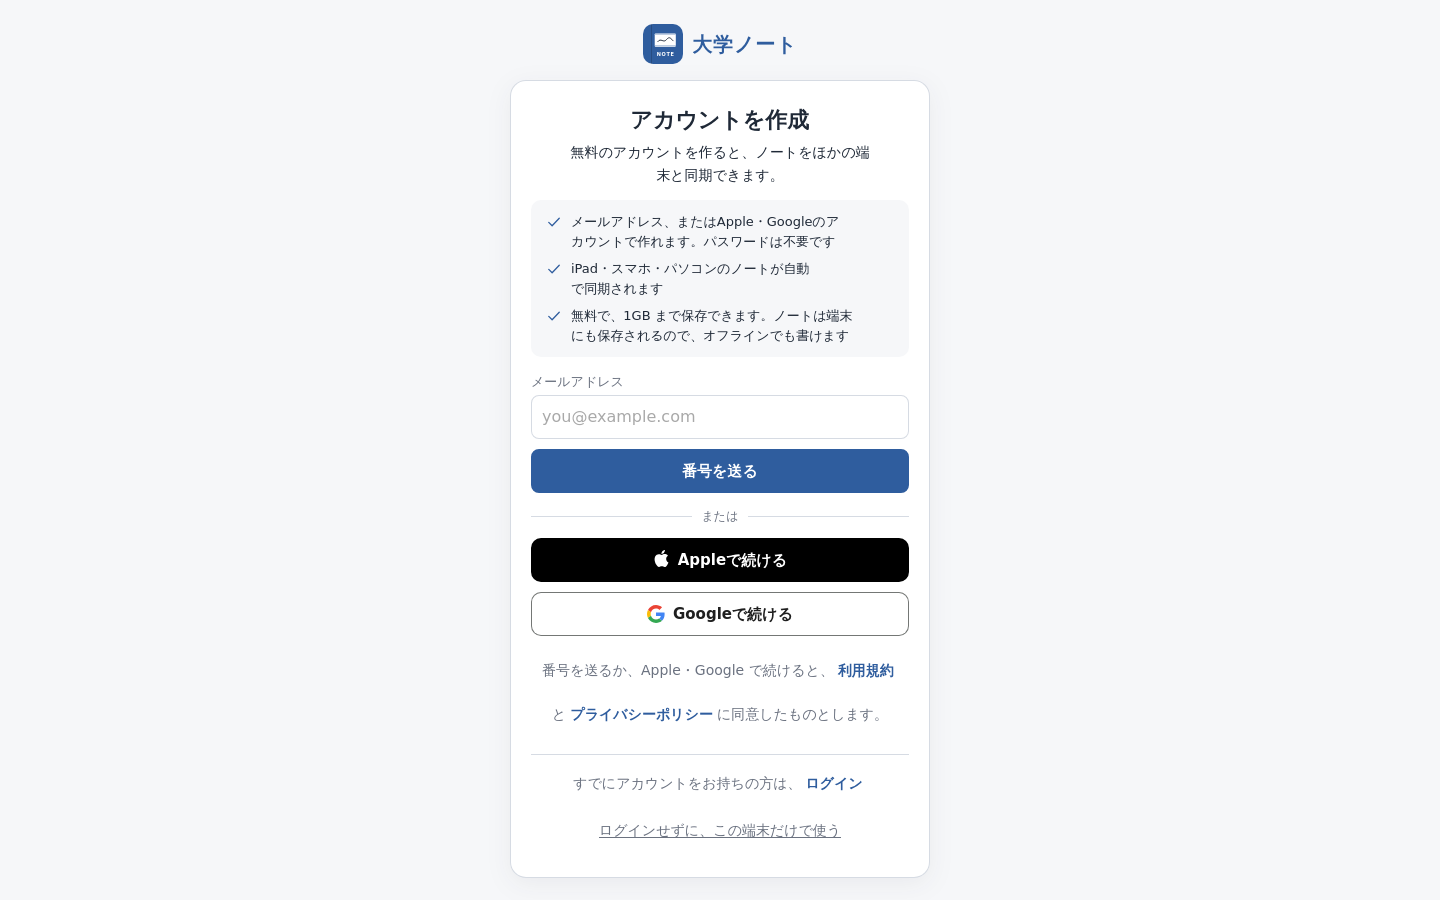 NOTE
大学ノート
アカウントを作成
無料のアカウントを作ると、ノートをほかの端
末と同期できます。
メールアドレス、またはApple・Googleのア
カウントで作れます。パスワードは不要です
iPad・スマホ・パソコンのノートが自動
で同期されます
無料で、1GB まで保存できます。ノートは端末
にも保存されるので、オフラインでも書けます
メールアドレス
you@example.com
番号を送る
または
Appleで続ける
Googleで続ける
番号を送るか、Apple・Google で続けると、 利用規約
と プライバシーポリシー に同意したものとします。
すでにアカウントをお持ちの方は、 ログイン
ログインせずに、この端末だけで使う